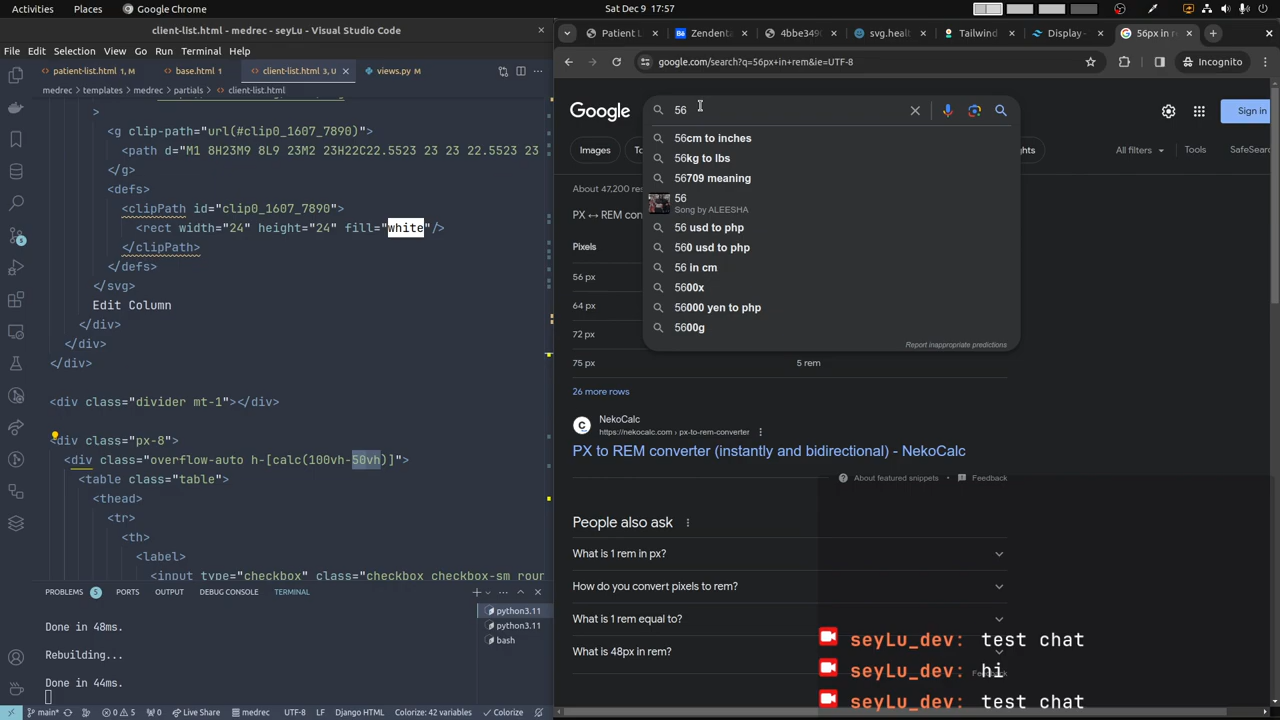 Activities Places Google Chrome
Sat Dec 9 17:57
client-list.html - medrec - seyLu - Visual Studio Code
File Edit Selection View Go Run Terminal Help
patient-list.html 1, M base.html 1 client-list.html 3, U views.py M
medrec > templates > medrec > partials > client-list.html
>
<g clip-path="url(#clip0_1607_7890)">
<path d="M1 8H23M9 8L9 23M2 23H22C22.5523 23 23 22.5523 23
</g>
<defs>
<clipPath id="clip0_1607_7890">
<rect width="24" height="24" fill="white"/>
</clipPath>
</defs>
</svg>
Edit Column
</div>
</div>
</div>
<div class="divider mt-1"></div>
<div class="px-8">
<div class="overflow-auto h-[calc(100vh-50vh)]">
<table class="table">
<thead>
<tr>
<th>
<label>
<input type="checkbox" class="checkbox checkbox-sm roun
PROBLEMS 5 PORTS OUTPUT DEBUG CONSOLE TERMINAL
Done in 48ms.
Rebuilding...
Done in 44ms.
python3.11
python3.11
bash
main* 0 5 0 Live Share medrec UTF-8 LF Django HTML Colorize: 42 variables Colorize
Patient L Zendenta 4bbe3490 svg.healt Tailwind Display - 56px in r
google.com/search?q=56px+in+rem&ie=UTF-8
Incognito
Google
56
Sign in
56cm to inches
56kg to lbs
56709 meaning
56
Song by ALEESHA
56 usd to php
560 usd to php
56 in cm
5600x
56000 yen to php
5600g
Report inappropriate predictions
Images
All filters Tools SafeSearc
About 47,200 res
PX ↔ REM con
Pixels
56 px
64 px
72 px
75 px 5 rem
26 more rows
NekoCalc
https://nekocalc.com › px-to-rem-converter
PX to REM converter (instantly and bidirectional) - NekoCalc
About featured snippets Feedback
People also ask
What is 1 rem in px?
How do you convert pixels to rem?
What is 1 rem equal to?
What is 48px in rem?
seyLu_dev: test chat
seyLu_dev: hi
seyLu_dev: test chat